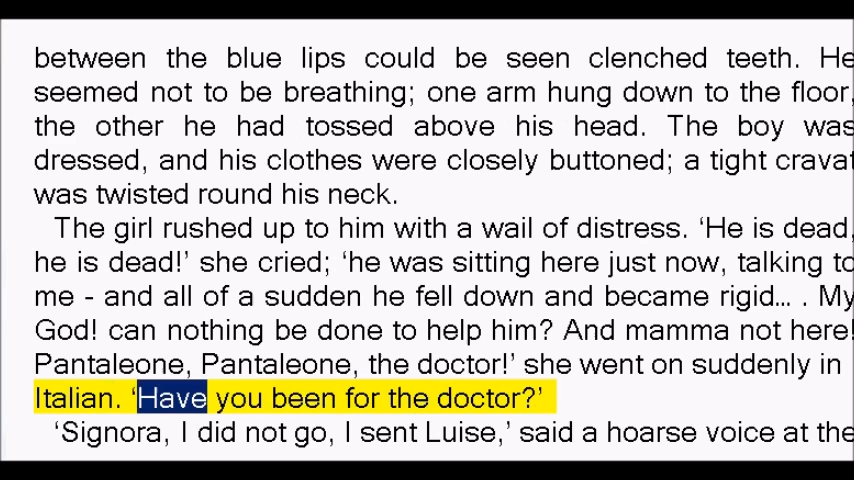 between the blue lips could be seen clenched teeth. He
seemed not to be breathing; one arm hung down to the floor,
the other he had tossed above his head. The boy was
dressed, and his clothes were closely buttoned; a tight cravat
was twisted round his neck.
The girl rushed up to him with a wail of distress. ‘He is dead,
he is dead!’ she cried; ‘he was sitting here just now, talking to
me - and all of a sudden he fell down and became rigid... . My
God! can nothing be done to help him? And mamma not here!
Pantaleone, Pantaleone, the doctor!’ she went on suddenly in
Italian. ‘Have you been for the doctor?’
‘Signora, I did not go, I sent Luise,’ said a hoarse voice at the